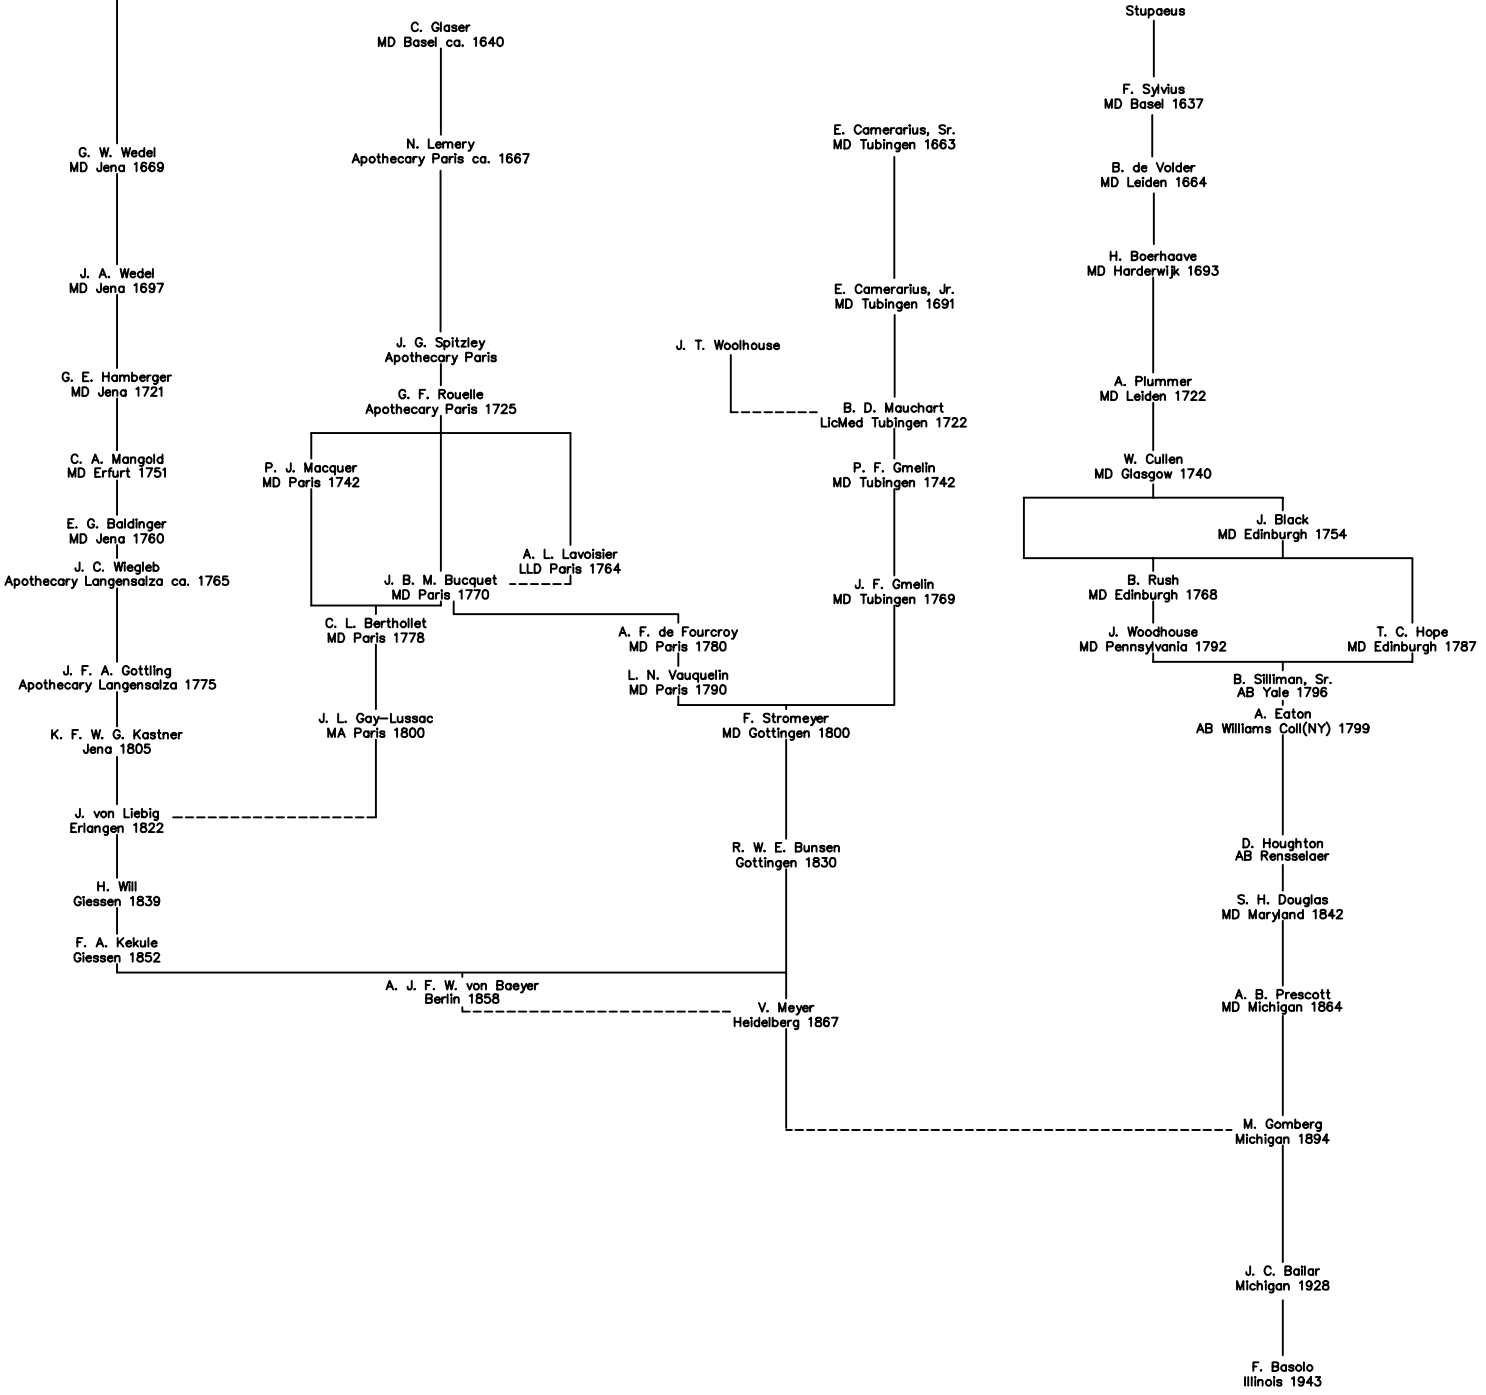 Stupaeus
C. Glaser
MD Basel ca. 1640
F. Sylvius
MD Basel 1637
E. Camerarius, Sr.
MD Tubingen 1663
N. Lemery
Apothecary Paris ca. 1667
G. W. Wedel
MD Jena 1669
B. de Volder
MD Leiden 1664
H. Boerhaave
MD Harderwijk 1693
J. A. Wedel
MD Jena 1697
E. Camerarius, Jr.
MD Tubingen 1691
J. G. Spitzley
Apothecary Paris
J. T. Woolhouse
G. E. Hamberger
MD Jena 1721
A. Plummer
MD Leiden 1722
G. F. Rouelle
Apothecary Paris 1725
B. D. Mauchart
LicMed Tubingen 1722
C. A. Mangold
MD Erfurt 1751
P. J. Macquer
MD Paris 1742
P. F. Gmelin
MD Tubingen 1742
W. Cullen
MD Glasgow 1740
E. G. Baldinger
MD Jena 1760
J. Black
MD Edinburgh 1754
J. C. Wiegleb
Apothecary Langensalza ca. 1765
A. L. Lavoisier
LLD Paris 1764
J. B. M. Bucquet
MD Paris 1770
J. F. Gmelin
MD Tubingen 1769
B. Rush
MD Edinburgh 1768
C. L. Berthollet
MD Paris 1778
A. F. de Fourcroy
MD Paris 1780
J. Woodhouse
MD Pennsylvania 1792
T. C. Hope
MD Edinburgh 1787
J. F. A. Gottling
Apothecary Langensalza 1775
L. N. Vauquelin
MD Paris 1790
B. Silliman, Sr.
AB Yale 1796
K. F. W. G. Kastner
Jena 1805
J. L. Gay-Lussac
MA Paris 1800
F. Stromeyer
MD Gottingen 1800
A. Eaton
AB Williams Coll(NY) 1799
J. von Liebig
Erlangen 1822
R. W. E. Bunsen
Gottingen 1830
D. Houghton
AB Rensselaer
H. Will
Giessen 1839
S. H. Douglas
MD Maryland 1842
F. A. Kekule
Giessen 1852
A. J. F. W. von Baeyer
Berlin 1858
V. Meyer
Heidelberg 1867
A. B. Prescott
MD Michigan 1864
M. Gomberg
Michigan 1894
J. C. Bailar
Michigan 1928
F. Basolo
Illinois 1943